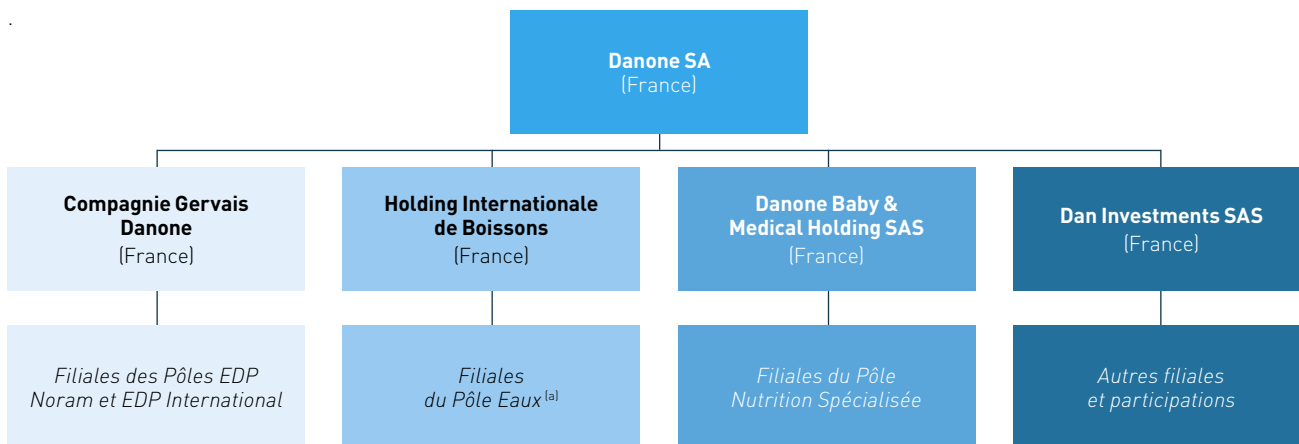 .
Danone SA
(France)
Compagnie Gervais
Danone
(France)
Holding Internationale
de Boissons
(France)
Danone Baby &
Medical Holding SAS
(France)
Dan Investments SAS
(France)
Filiales des Pôles EDP
Noram et EDP International
Filiales
du Pôle Eaux (a)
Filiales du Pôle
Nutrition Spécialisée
Autres filiales
et participations